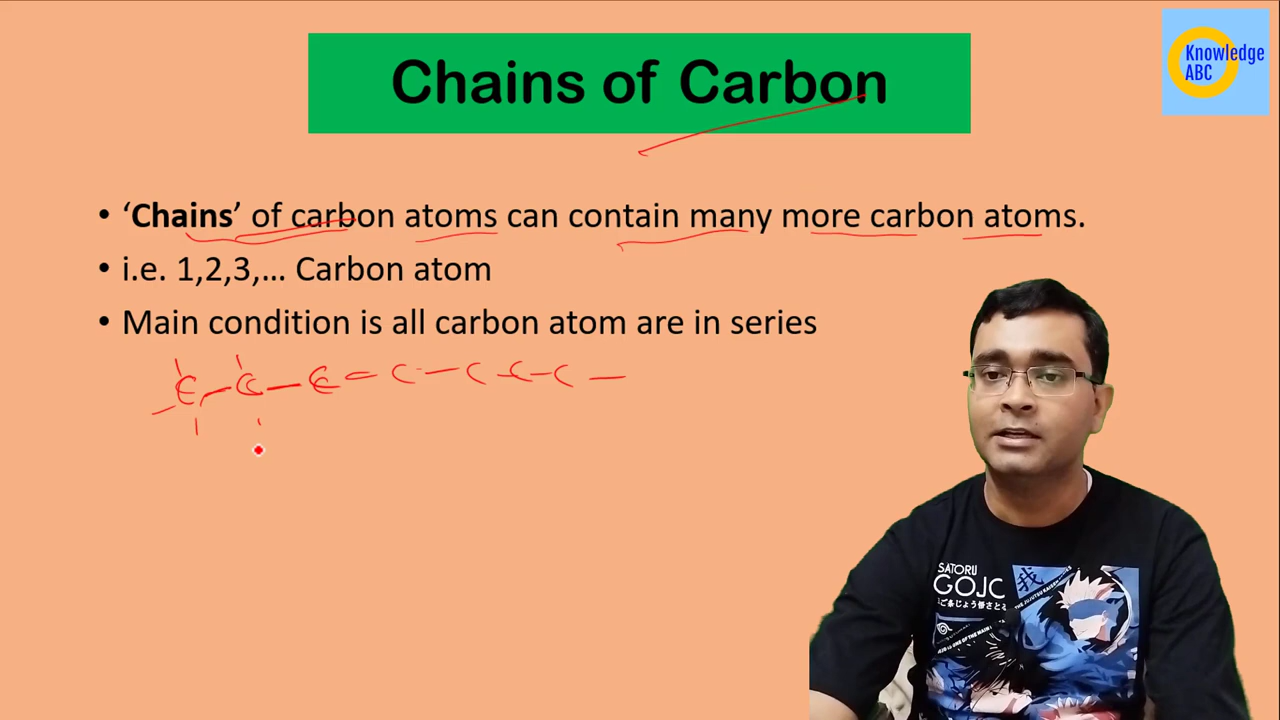 Chains of Carbon
Knowledge
ABC
• ‘Chains’ of carbon atoms can contain many more carbon atoms.
• i.e. 1,2,3,... Carbon atom
• Main condition is all carbon atom are in series
C - C - C = C - C - C - C -
SATORU
GOJO
我